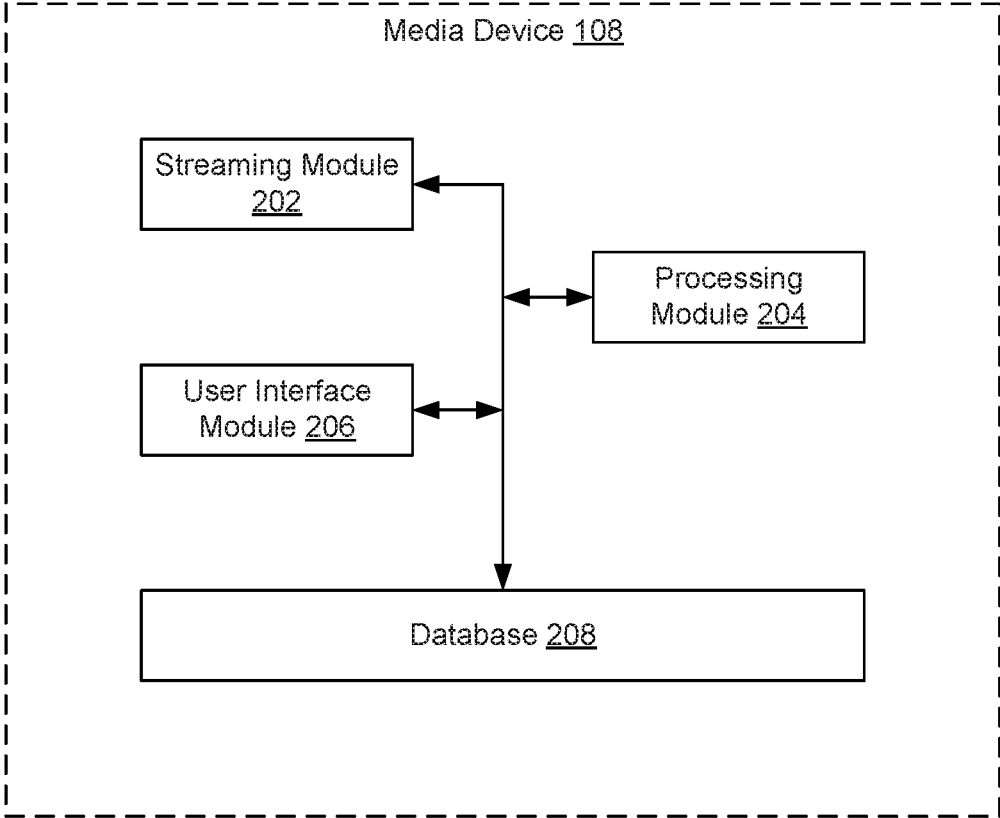 Media Device 108
Streaming Module
202
Processing
Module 204
User Interface
Module 206
Database 208